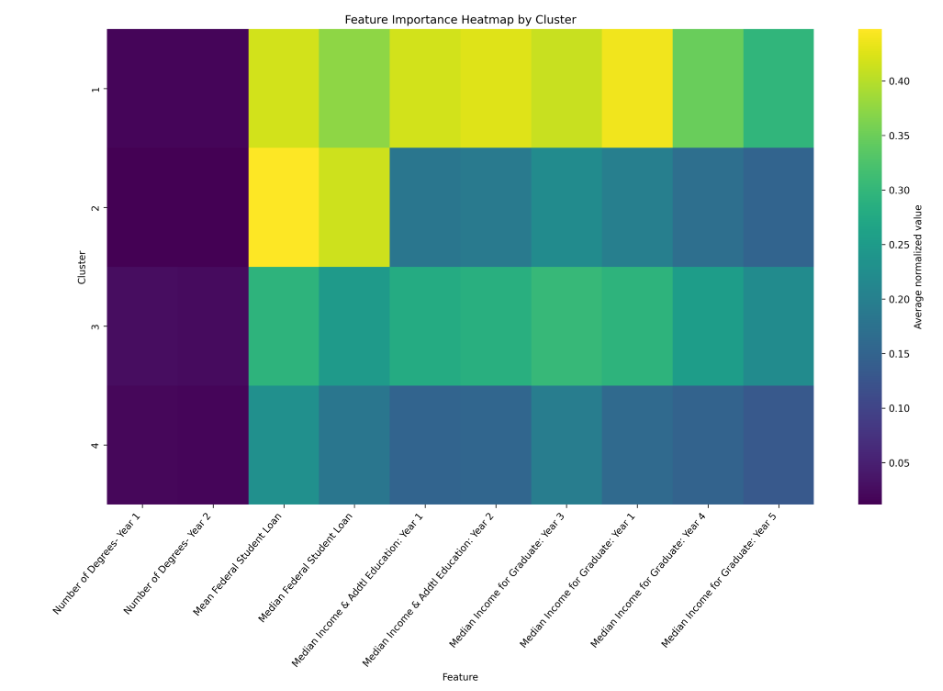 Feature Importance Heatmap by Cluster
1
2
3
4
Cluster
Number of Degrees- Year 1
Number of Degrees- Year 2
Mean Federal Student Loan
Median Federal Student Loan
Median Income & Addtl Education: Year 1
Median Income & Addtl Education: Year 2
Median Income for Graduate: Year 3
Median Income for Graduate: Year 1
Median Income for Graduate: Year 4
Median Income for Graduate: Year 5
Feature
0.40
0.35
0.30
0.25
0.20
0.15
0.10
0.05
Average normalized value